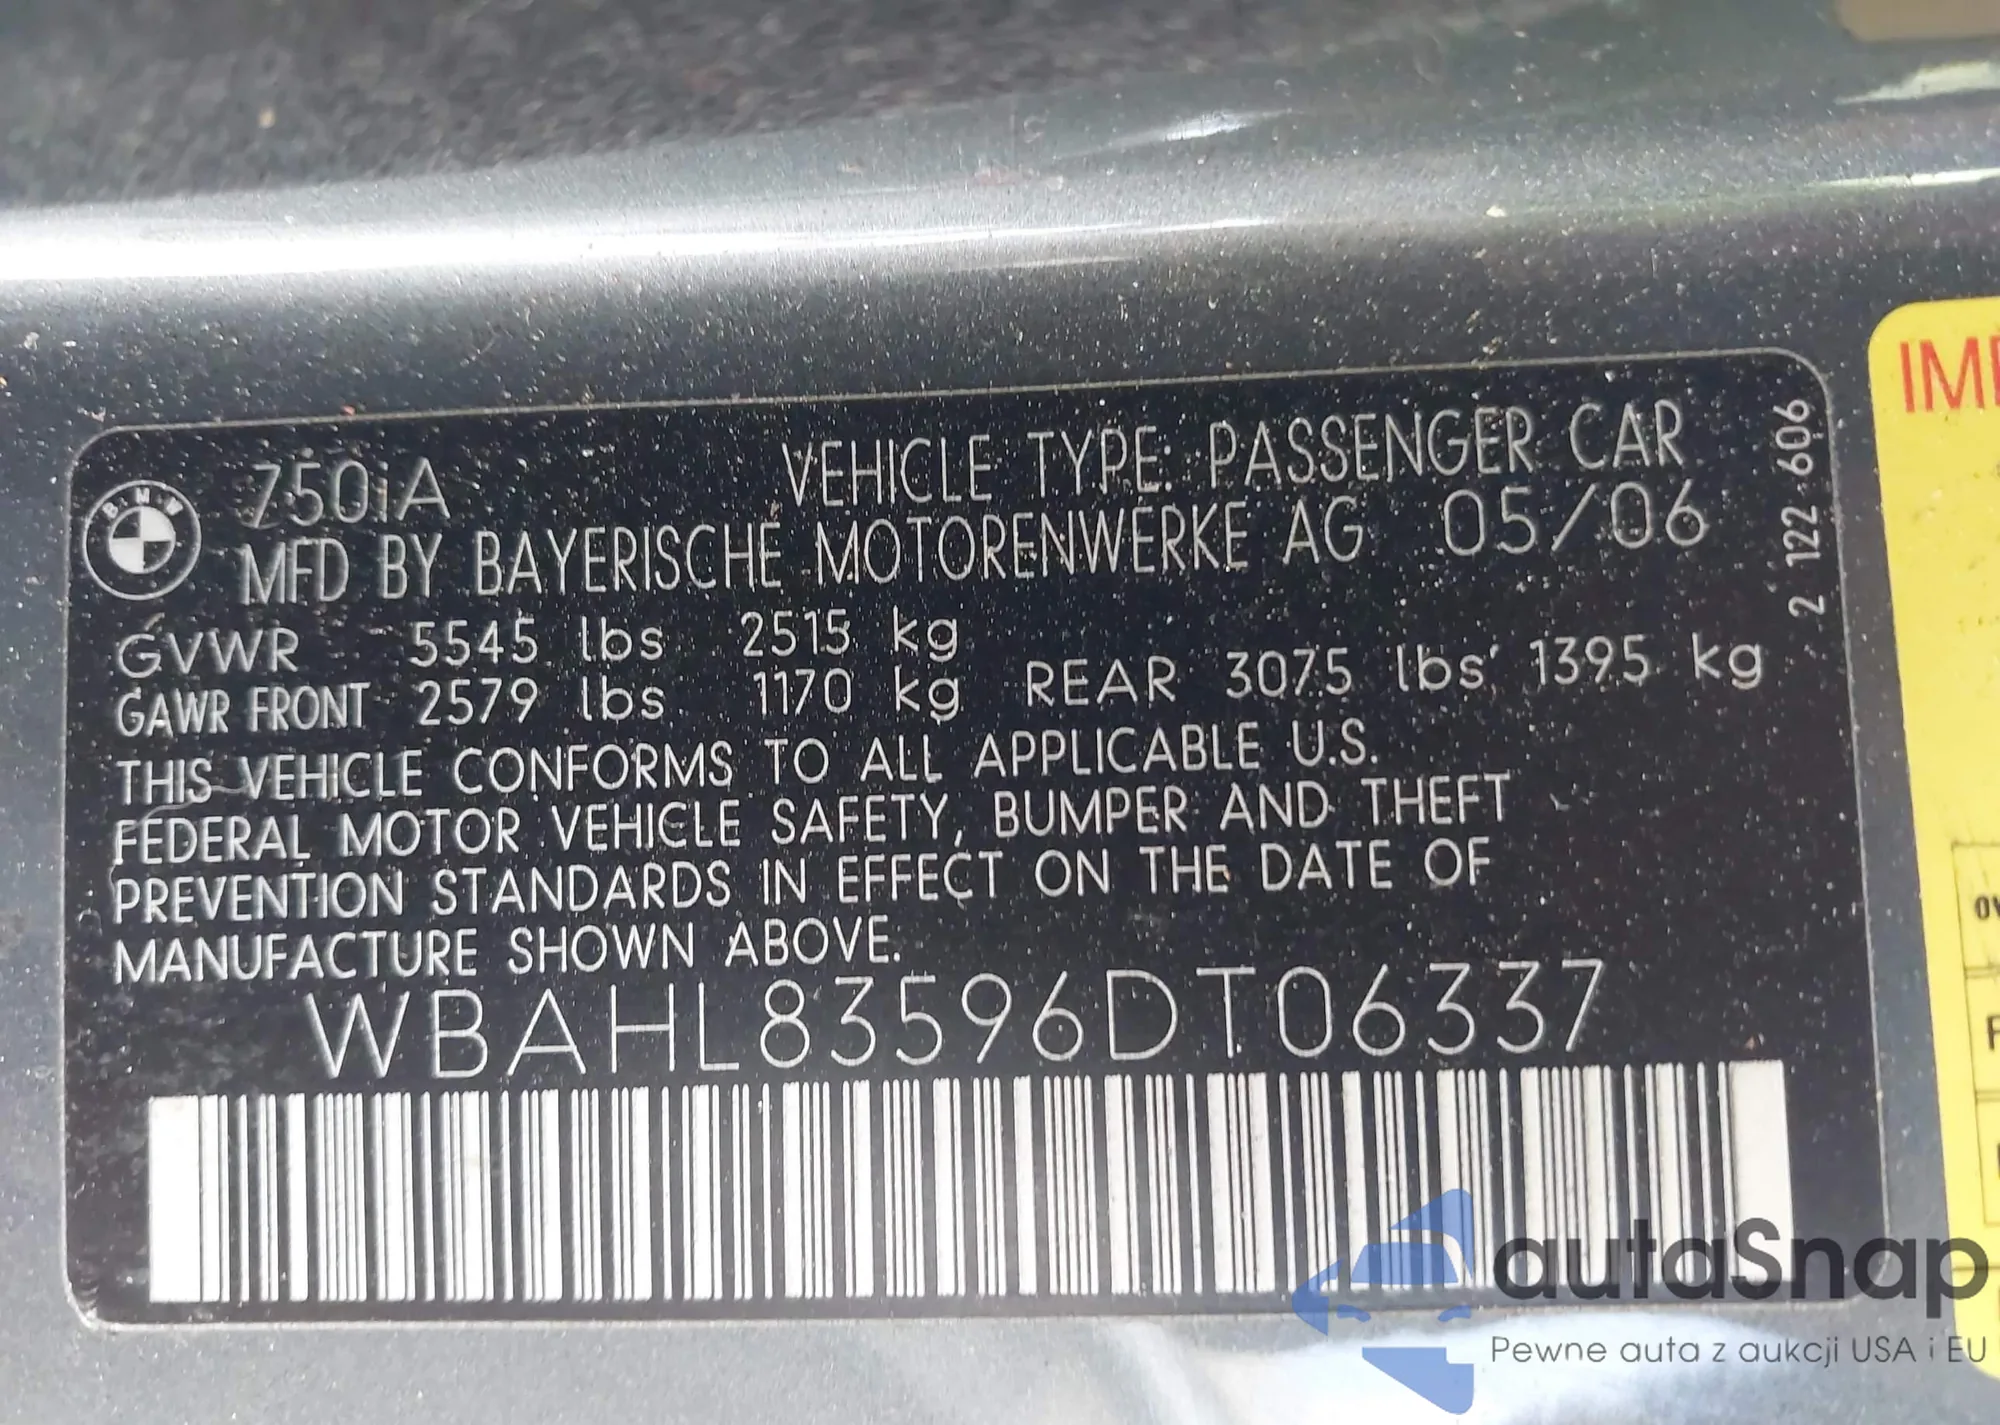 BMW
750iA VEHICLE TYPE: PASSENGER CAR
MFD BY BAYERISCHE MOTORENWERKE AG 05/06
GVWR 5545 lbs 2515 kg
GAWR FRONT 2579 lbs 1170 kg REAR 3075 lbs 1395 kg
THIS VEHICLE CONFORMS TO ALL APPLICABLE U.S.
FEDERAL MOTOR VEHICLE SAFETY, BUMPER AND THEFT
PREVENTION STANDARDS IN EFFECT ON THE DATE OF
MANUFACTURE SHOWN ABOVE.
WBAHL83596DT06337
2 122 606
autaSnap
Pewne auta z aukcji USA i EU